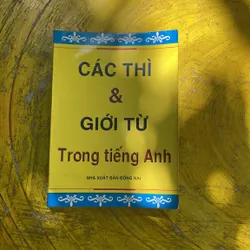 CÁC THÌ
&
GIỚI TỪ
Trong tiếng Anh
NHÀ XUẤT BẢN ĐỒNG NAI